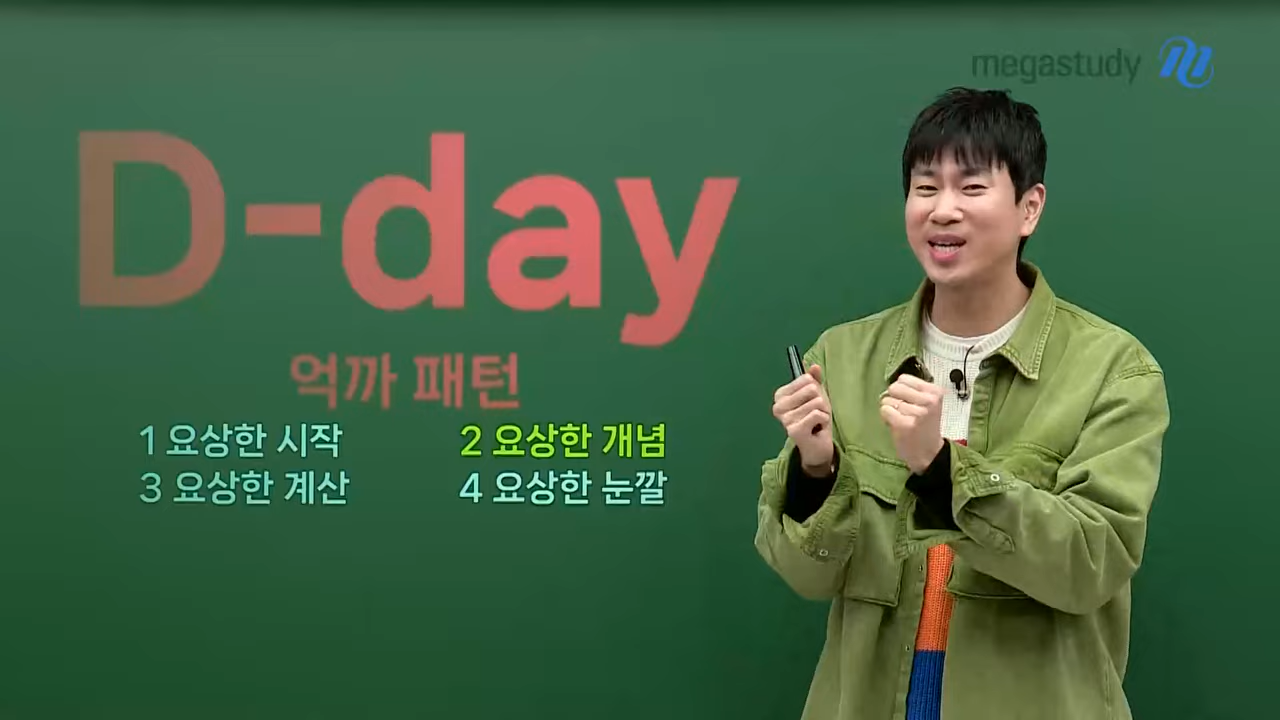 megastudy
D-day
억까 패턴
1 요상한 시작 2 요상한 개념
3 요상한 계산 4 요상한 눈깔